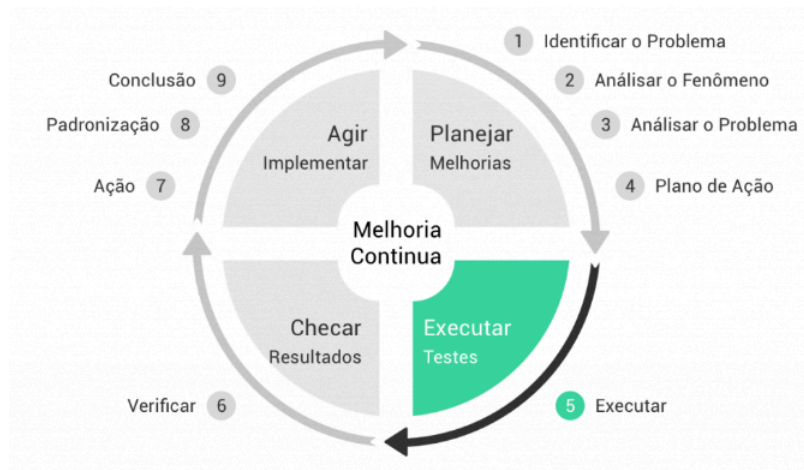 1 Identificar o Problema
2 Análisar o Fenômeno
3 Análisar o Problema
4 Plano de Ação
Conclusão 9
Padronização 8
Ação 7
Agir
Implementar
Planejar
Melhorias
Melhoria
Continua
Checar
Resultados
Executar
Testes
Verificar 6
5 Executar